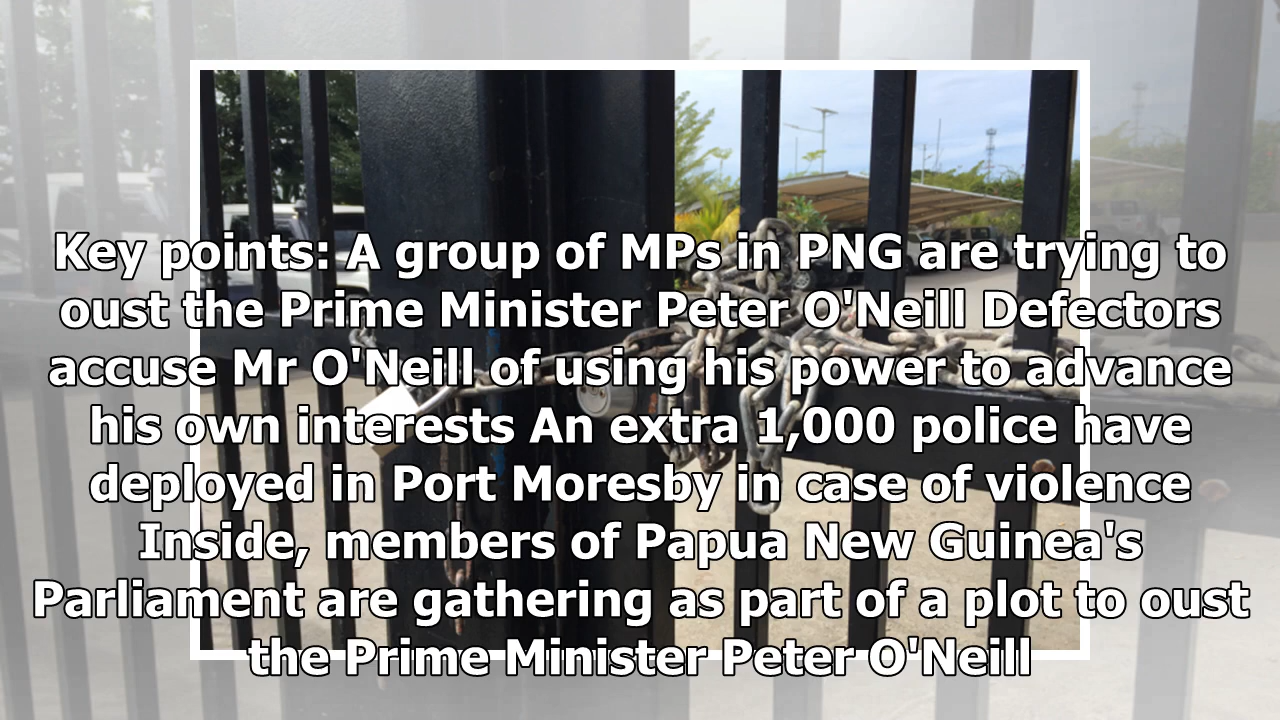 Key points: A group of MPs in PNG are trying to
oust the Prime Minister Peter O'Neill Defectors
accuse Mr O'Neill of using his power to advance
his own interests An extra 1,000 police have
deployed in Port Moresby in case of violence
Inside, members of Papua New Guinea's
Parliament are gathering as part of a plot to oust
the Prime Minister Peter O'Neill